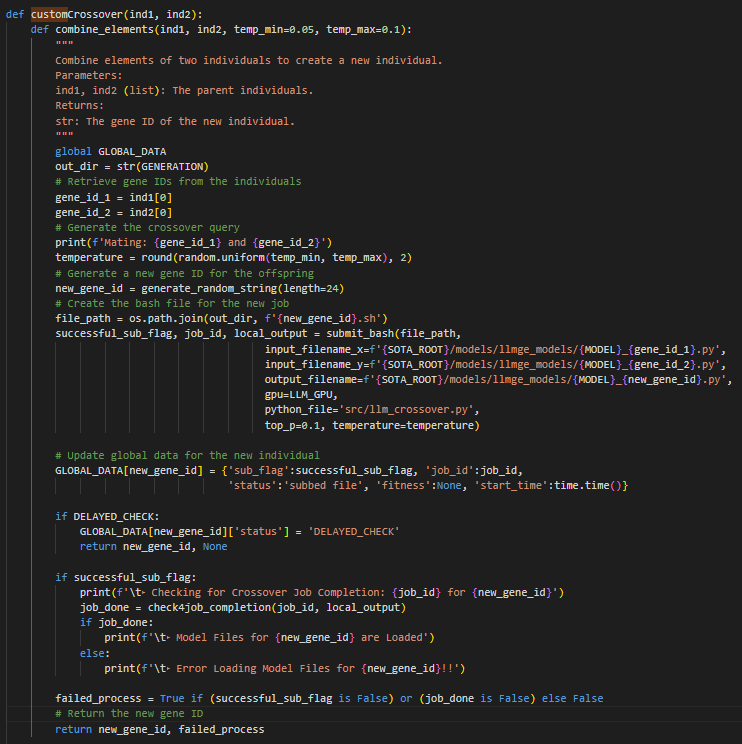 def customCrossover(ind1, ind2):
    def combine_elements(ind1, ind2, temp_min=0.05, temp_max=0.1):
        """
        Combine elements of two individuals to create a new individual.
        Parameters:
        ind1, ind2 (list): The parent individuals.
        Returns:
        str: The gene ID of the new individual.
        """
        global GLOBAL_DATA
        out_dir = str(GENERATION)
        # Retrieve gene IDs from the individuals
        gene_id_1 = ind1[0]
        gene_id_2 = ind2[0]
        # Generate the crossover query
        print(f'Mating: {gene_id_1} and {gene_id_2}')
        temperature = round(random.uniform(temp_min, temp_max), 2)
        # Generate a new gene ID for the offspring
        new_gene_id = generate_random_string(length=24)
        # Create the bash file for the new job
        file_path = os.path.join(out_dir, f'{new_gene_id}.sh')
        successful_sub_flag, job_id, local_output = submit_bash(file_path,
                                          input_filename_x=f'{SOTA_ROOT}/models/llmge_models/{MODEL}_{gene_id_1}.py',
                                          input_filename_y=f'{SOTA_ROOT}/models/llmge_models/{MODEL}_{gene_id_2}.py',
                                          output_filename=f'{SOTA_ROOT}/models/llmge_models/{MODEL}_{new_gene_id}.py',
                                          gpu=LLM_GPU,
                                          python_file='src/llm_crossover.py',
                                          top_p=0.1, temperature=temperature)
        # Update global data for the new individual
        GLOBAL_DATA[new_gene_id] = {'sub_flag':successful_sub_flag, 'job_id':job_id,
                                    'status':'subbed file', 'fitness':None, 'start_time':time.time()}
        if DELAYED_CHECK:
            GLOBAL_DATA[new_gene_id]['status'] = 'DELAYED_CHECK'
            return new_gene_id, None
        if successful_sub_flag:
            print(f'\t‣ Checking for Crossover Job Completion: {job_id} for {new_gene_id}')
            job_done = check4job_completion(job_id, local_output)
            if job_done:
                print(f'\t‣ Model Files for {new_gene_id} are Loaded')
            else:
                print(f'\t‣ Error Loading Model Files for {new_gene_id}!!')
        failed_process = True if (successful_sub_flag is False) or (job_done is False) else False
        # Return the new gene ID
        return new_gene_id, failed_process